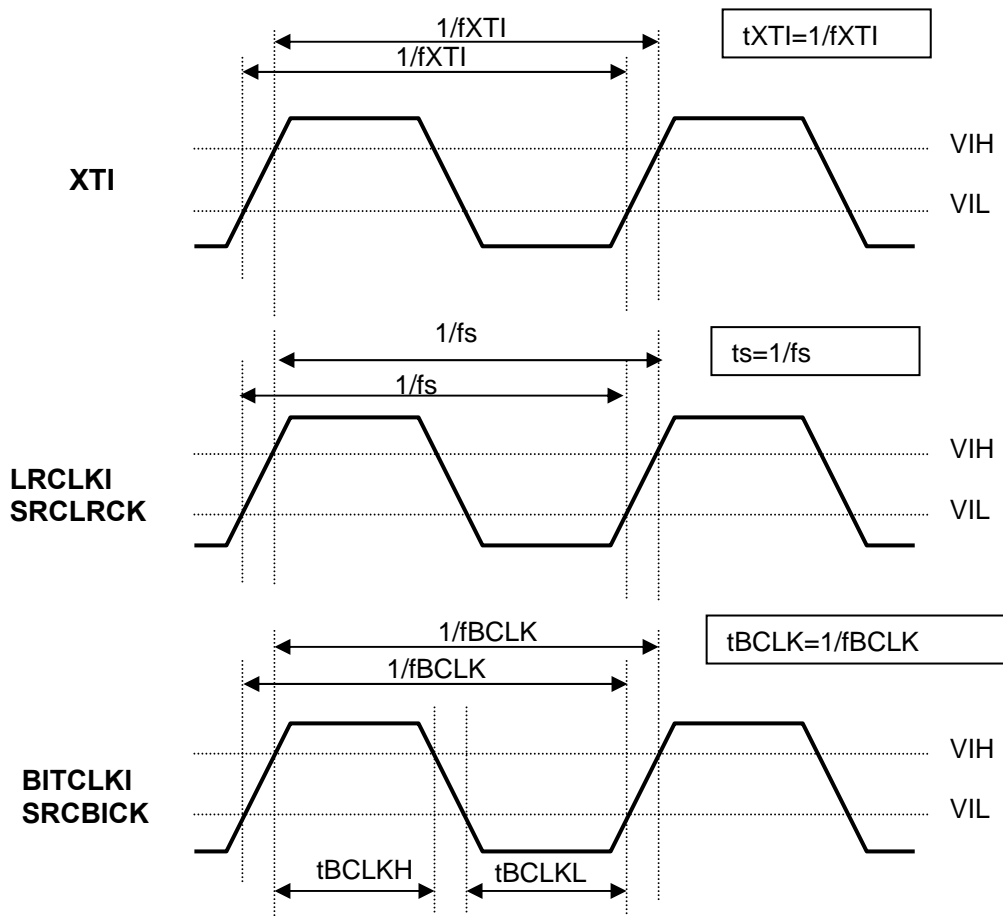 1/fXTI
tXTI=1/fXTI
1/fXTI
VIH
XTI
VIL
1/fs
ts=1/fs
1/fs
VIH
LRCLKI
SRCLRCK
VIL
1/fBCLK
tBCLK=1/fBCLK
1/fBCLK
VIH
BITCLKI
SRCBICK
VIL
tBCLKH
tBCLKL